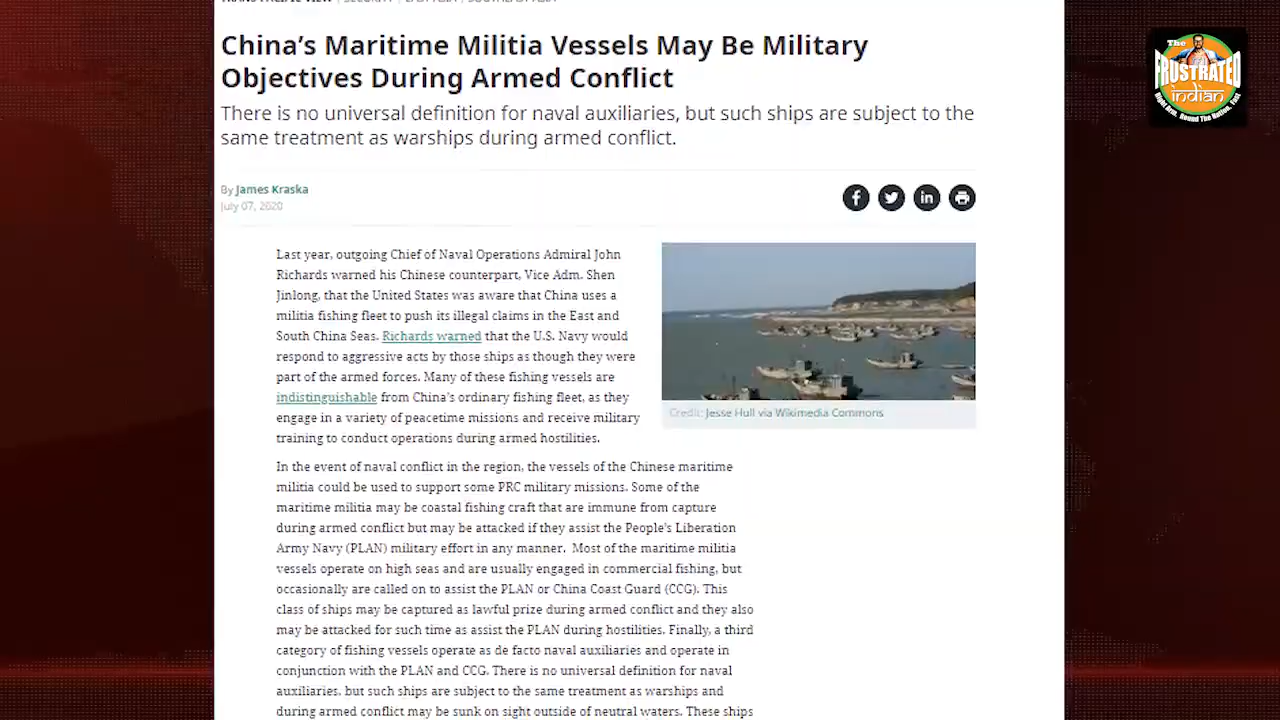 China's Maritime Militia Vessels May Be Military
Objectives During Armed Conflict
There is no universal definition for naval auxiliaries, but such ships are subject to the
same treatment as warships during armed conflict.
By James Kraska
July 07, 2020
Last year, outgoing Chief of Naval Operations Admiral John
Richards warned his Chinese counterpart, Vice Adm. Shen
Jinlong, that the United States was aware that China uses a
militia fishing fleet to push its illegal claims in the East and
South China Seas. Richards warned that the U.S. Navy would
respond to aggressive acts by those ships as though they were
part of the armed forces. Many of these fishing vessels are
indistinguishable from China's ordinary fishing fleet, as they
engage in a variety of peacetime missions and receive military
training to conduct operations during armed hostilities.
Credit: Jesse Hull via Wikimedia Commons
In the event of naval conflict in the region, the vessels of the Chinese maritime
militia could be used to support some PRC military missions. Some of the
maritime militia may be coastal fishing craft that are immune from capture
during armed conflict but may be attacked if they assist the People's Liberation
Army Navy (PLAN) military effort in any manner. Most of the maritime militia
vessels operate on high seas and are usually engaged in commercial fishing, but
occasionally are called on to assist the PLAN or China Coast Guard (CCG). This
class of ships may be captured as lawful prize during armed conflict and they also
may be attacked for such time as assist the PLAN during hostilities. Finally, a third
category of fishing vessels operate as de facto naval auxiliaries and operate in
conjunction with the PLAN and CCG. There is no universal definition for naval
auxiliaries, but such ships are subject to the same treatment as warships and
during armed conflict may be sunk on sight outside of neutral waters. These ships
The
FRUSTRATED
indian